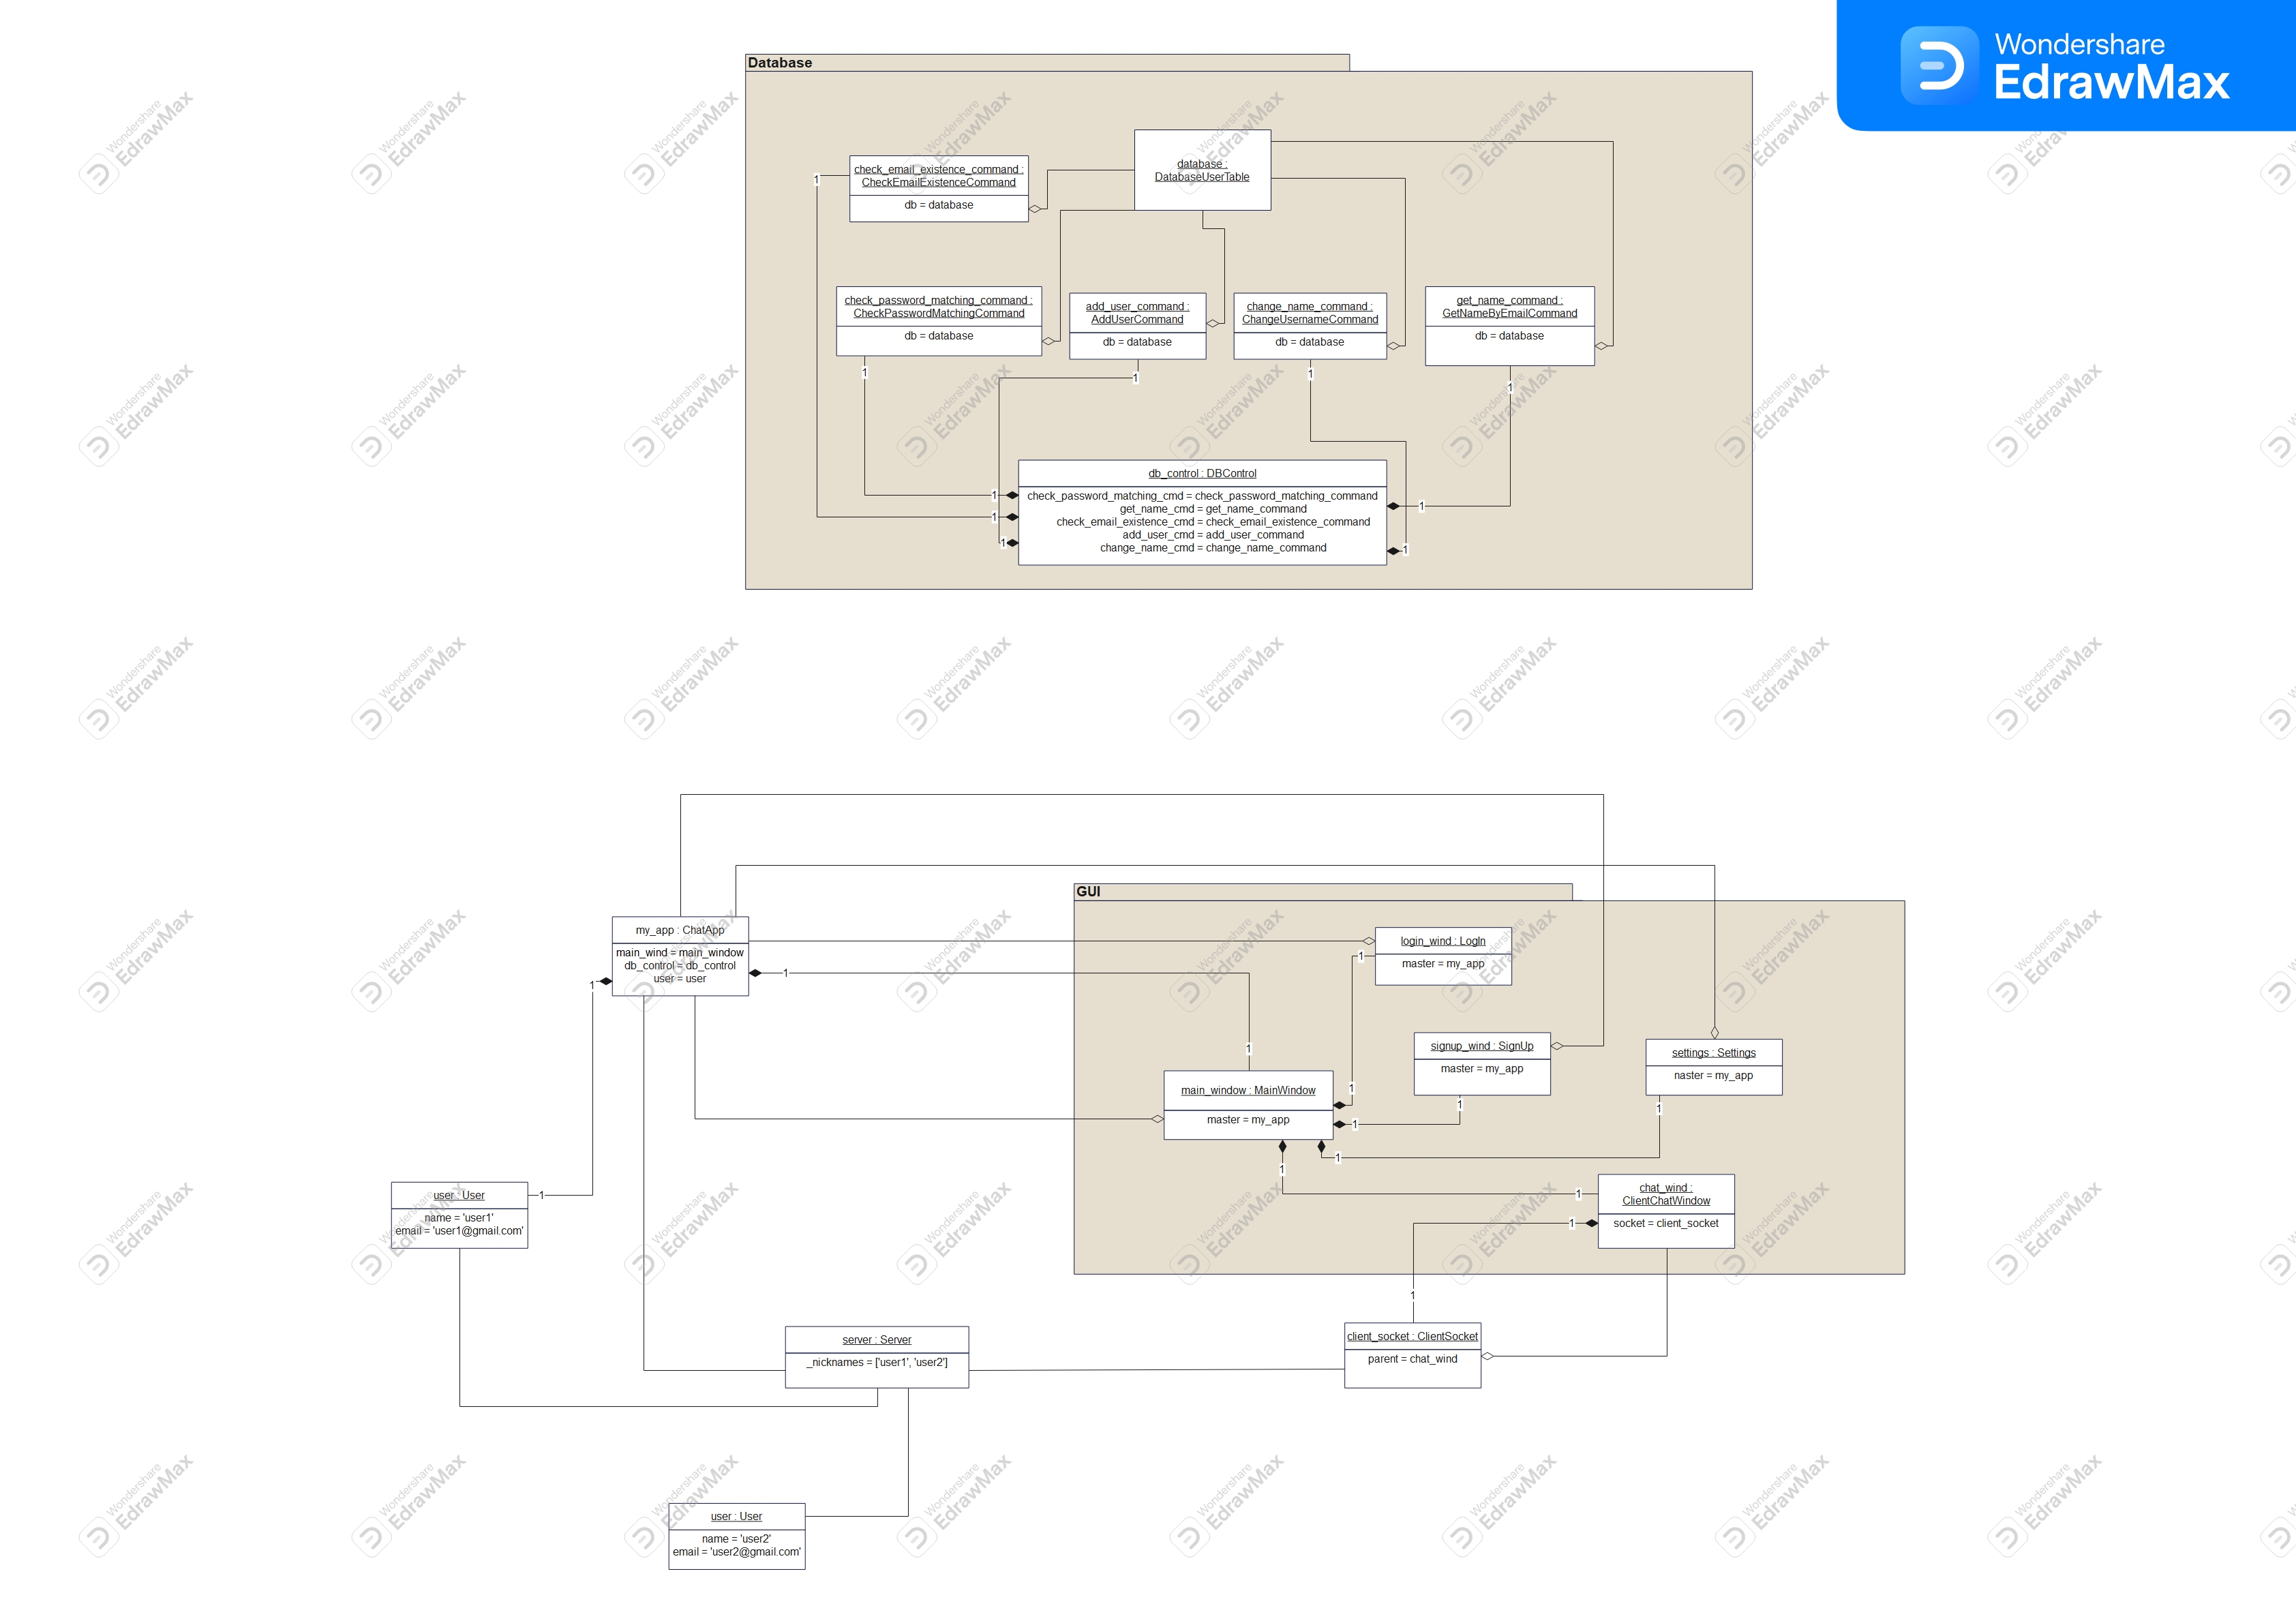 Wondershare
EdrawMax
Database
database :
DatabaseUserTable
check_email_existence_command :
CheckEmailExistenceCommand
db = database
1
check_password_matching_command :
CheckPasswordMatchingCommand
db = database
add_user_command :
AddUserCommand
db = database
change_name_command :
ChangeUsernameCommand
db = database
get_name_command :
GetNameByEmailCommand
db = database
1
1
1
1
db_control : DBControl
check_password_matching_cmd = check_password_matching_command
get_name_cmd = get_name_command
check_email_existence_cmd = check_email_existence_command
add_user_cmd = add_user_command
change_name_cmd = change_name_command
1
1
1
1
1
GUI
my_app : ChatApp
main_wind = main_window
db_control = db_control
user = user
1
1
login_wind : LogIn
master = my_app
1
1
signup_wind : SignUp
master = my_app
settings : Settings
naster = my_app
main_window : MainWindow
master = my_app
1
1
1
1
1
1
1
user : User
name = 'user1'
email = 'user1@gmail.com'
1
chat_wind :
ClientChatWindow
socket = client_socket
1
1
1
server : Server
_nicknames = ['user1', 'user2']
client_socket : ClientSocket
parent = chat_wind
user : User
name = 'user2'
email = 'user2@gmail.com'